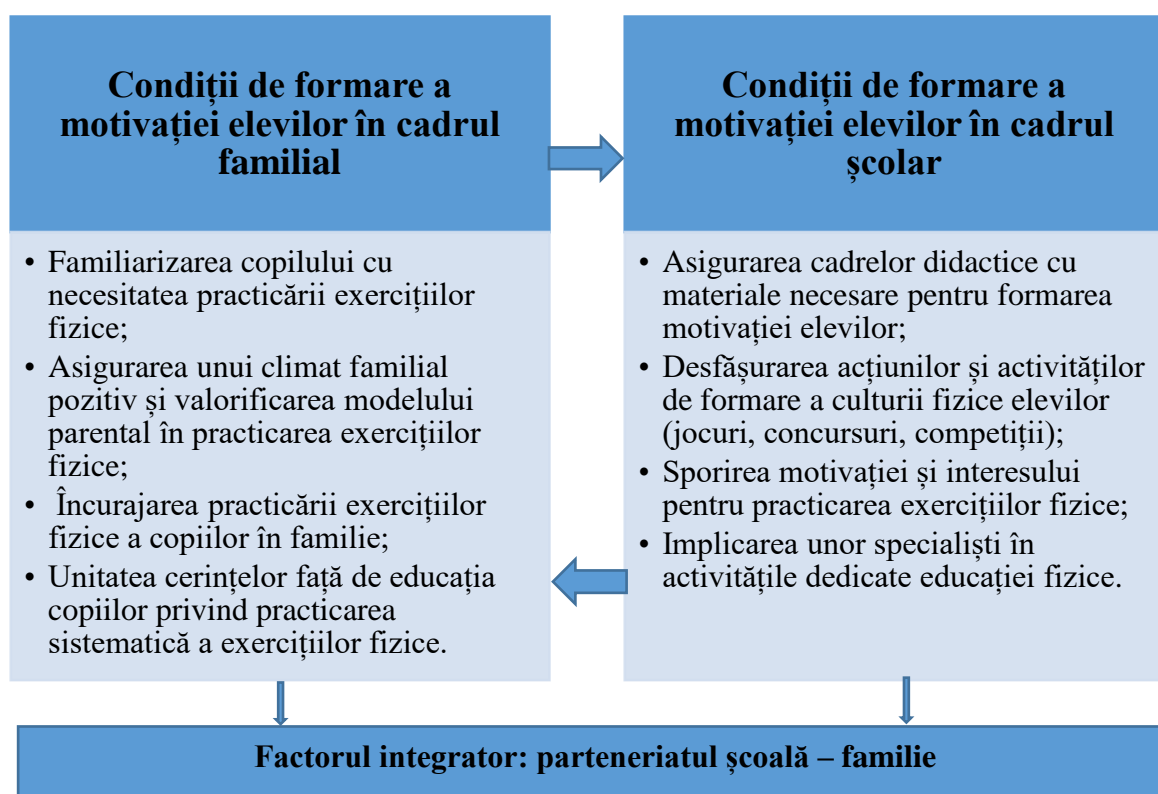 Condiții de formare a
motivației elevilor în cadrul
familial
• Familiarizarea copilului cu
necesitatea practicării exercițiilor
fizice;
• Asigurarea unui climat familial
pozitiv și valorificarea modelului
parental în practicarea exercițiilor
fizice;
• Încurajarea practicării exercițiilor
fizice a copiilor în familie;
• Unitatea cerințelor față de educația
copiilor privind practicarea
sistematică a exercițiilor fizice.
Condiții de formare a
motivației elevilor în cadrul
școlar
• Asigurarea cadrelor didactice cu
materiale necesare pentru formarea
motivației elevilor;
• Desfășurarea acțiunilor și activităților
de formare a culturii fizice elevilor
(jocuri, concursuri, competiții);
• Sporirea motivației și interesului
pentru practicarea exercițiilor fizice;
• Implicarea unor specialiști în
activitățile dedicate educației fizice.
Factorul integrator: parteneriatul școală – familie